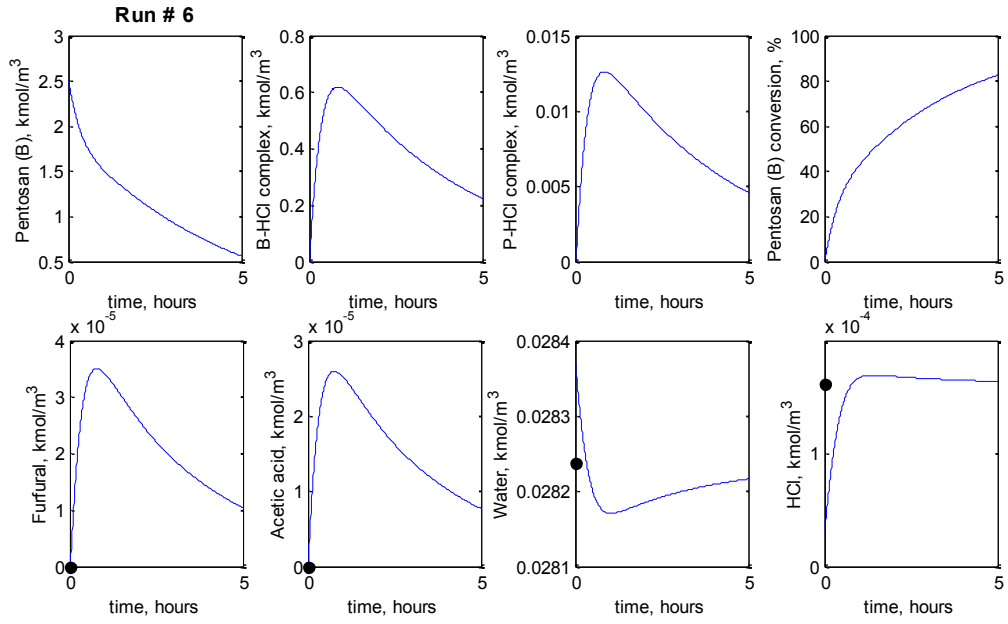 Run # 6
Pentosan (B), kmol/m³
3
2.5
2
1.5
1
0.5
0
5
time, hours
B-HCl complex, kmol/m³
0.8
0.6
0.4
0.2
0
0
5
time, hours
P-HCl complex, kmol/m³
0.015
0.01
0.005
0
0
5
time, hours
Pentosan (B) conversion, %
100
80
60
40
20
0
0
5
time, hours
x 10⁻⁵
Furfural, kmol/m³
4
3
2
1
0
0
5
time, hours
x 10⁻⁵
Acetic acid, kmol/m³
3
2
1
0
0
5
time, hours
Water, kmol/m³
0.0284
0.0283
0.0282
0.0281
0
5
time, hours
x 10⁻⁴
HCl, kmol/m³
1
0
0
5
time, hours